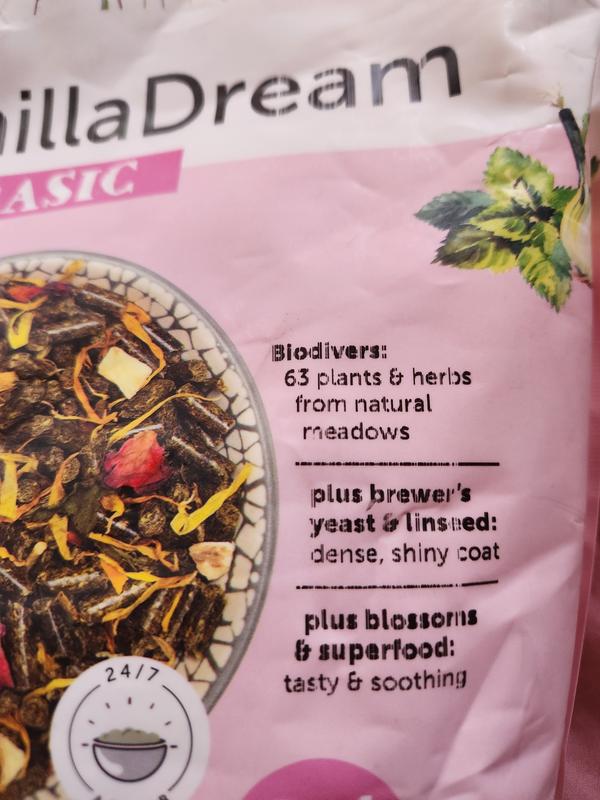 illaDream
ASIC
Biodivers:
63 plants & herbs
from natural
meadows
plus brewer's
yeast & linseed:
dense, shiny coat
plus blossoms
& superfood:
tasty & soothing
24/7